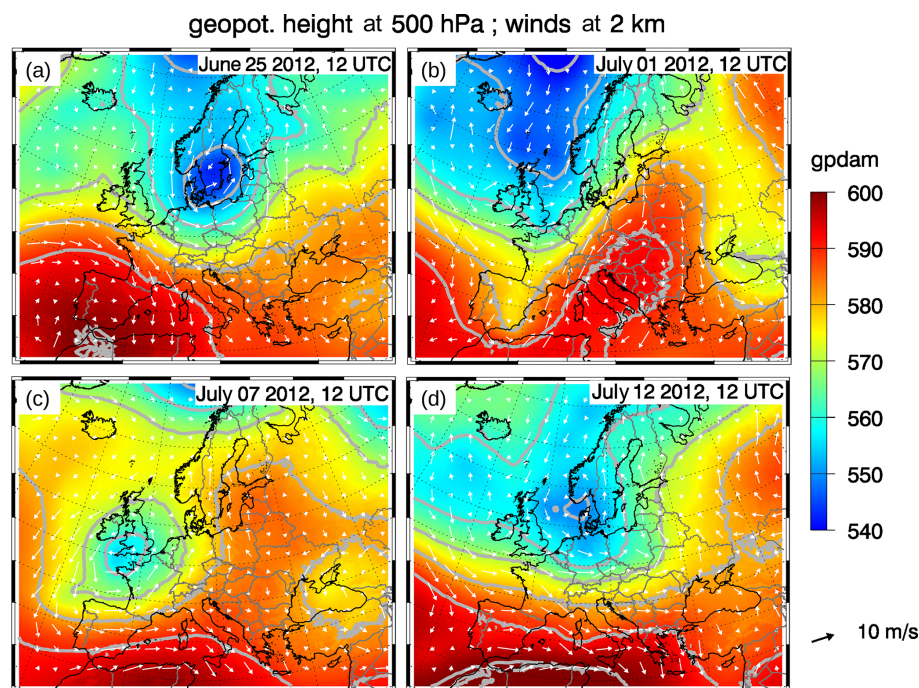 geopot. height at 500 hPa ; winds at 2 km
(a)
June 25 2012, 12 UTC
(b)
July 01 2012, 12 UTC
gpdam
600
590
580
570
560
550
540
(c)
July 07 2012, 12 UTC
(d)
July 12 2012, 12 UTC
10 m/s